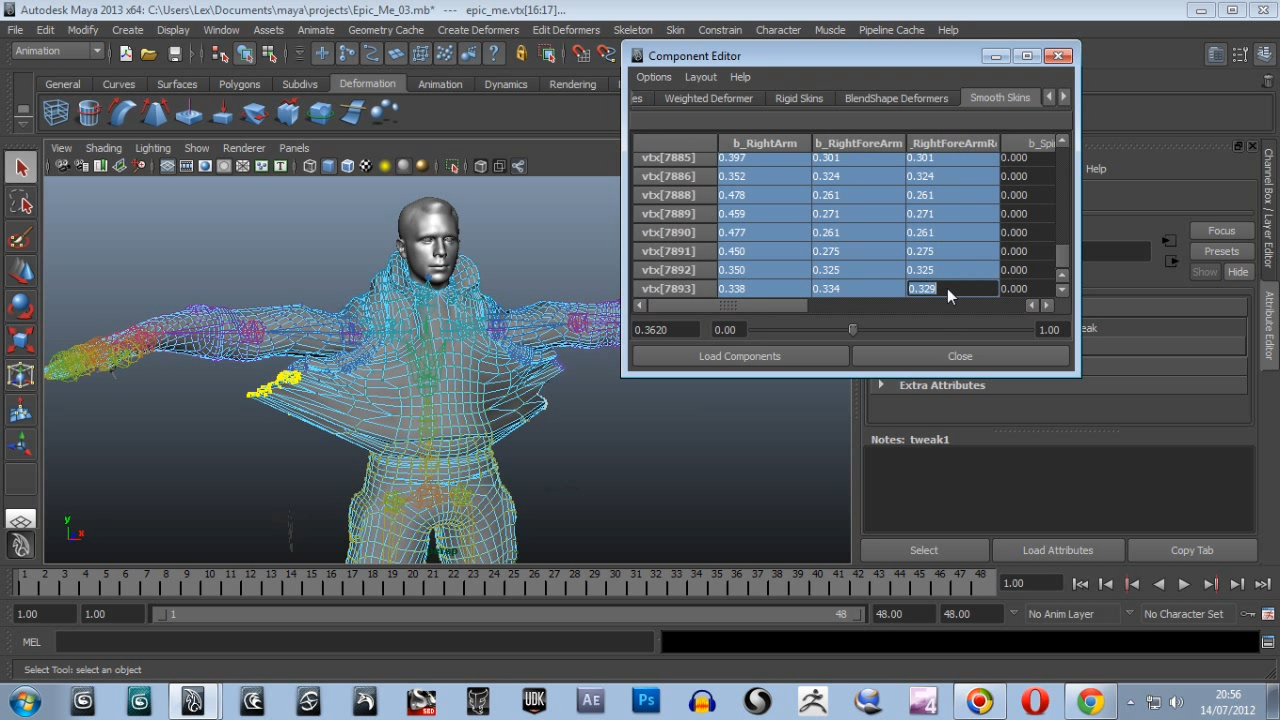 Autodesk Maya 2013 x64: C:\Users\Lex\Documents\maya\projects\Epic_Me_03.mb* --- epic_me.vtx[16:17]...
File Edit Modify Create Display Window Assets Animate Geometry Cache Create Deformers Edit Deformers Skeleton Skin Constrain Character Muscle Pipeline Cache Help
Animation
General Curves Surfaces Polygons Subdivs Deformation Animation Dynamics Rendering
View Shading Lighting Show Renderer Panels
Component Editor
Options Layout Help
es Weighted Deformer Rigid Skins BlendShape Deformers Smooth Skins
b_RightArm b_RightForeArm _RightForeArmR b_Spi
vtx[7885] 0.397 0.301 0.301 0.000
vtx[7886] 0.352 0.324 0.324 0.000
vtx[7888] 0.478 0.261 0.261 0.000
vtx[7889] 0.459 0.271 0.271 0.000
vtx[7890] 0.477 0.261 0.261 0.000
vtx[7891] 0.450 0.275 0.275 0.000
vtx[7892] 0.350 0.325 0.325 0.000
vtx[7893] 0.338 0.334 0.329 0.000
0.3620 0.00 1.00
Load Components Close
Help
Focus
Presets
Show Hide
eak
Extra Attributes
Notes: tweak1
Select Load Attributes Copy Tab
Channel Box / Layer Editor
Attribute Editor
y
x
persp
1 2 3 4 5 6 7 8 9 10 11 12 13 14 15 16 17 18 19 20 21 22 23 24 25 26 27 28 29 30 31 32 33 34 35 36 37 38 39 40 41 42 43 44 45 46 47 48 1.00
1.00 1.00 1 48 48.00 48.00 No Anim Layer No Character Set
MEL
Select Tool: select an object
SRD UDK Ae Ps 4
20:56
14/07/2012